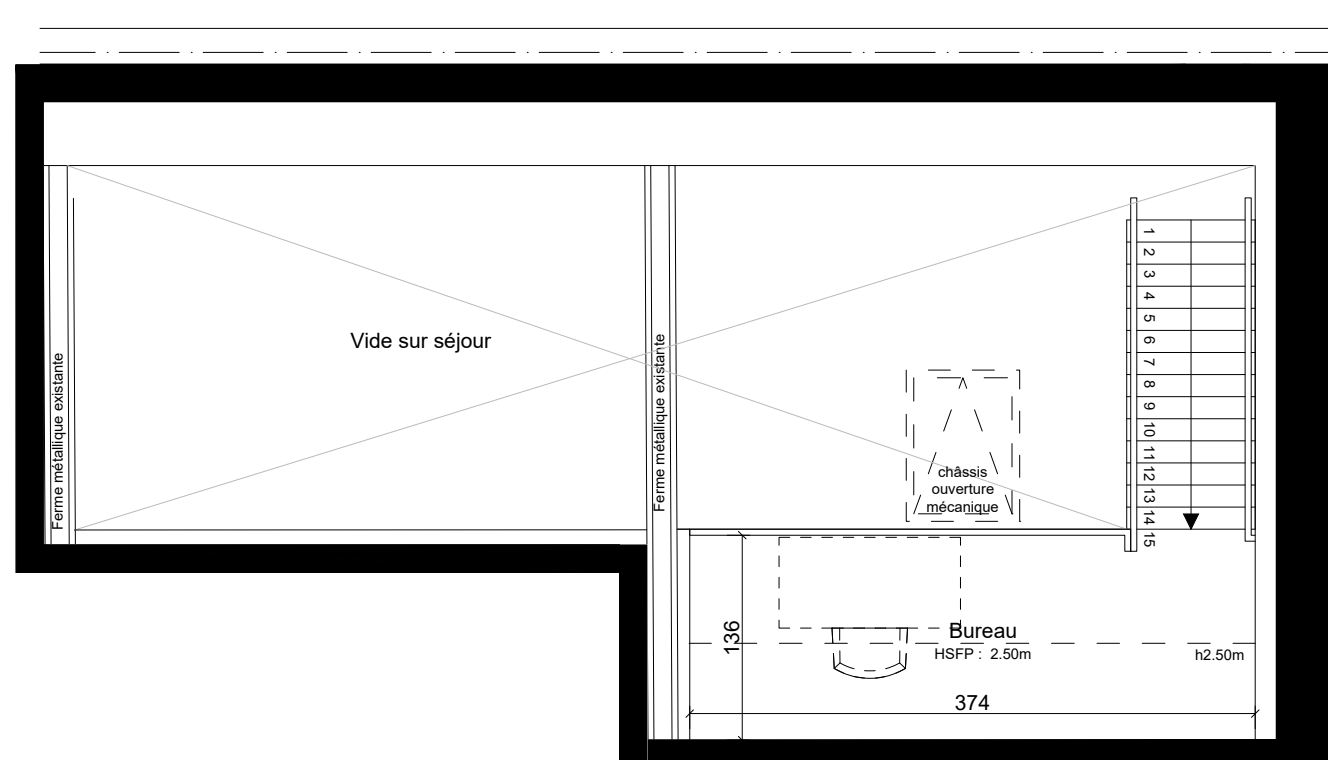 Vide sur séjour
Ferme métallique existante
Ferme métallique existante
1
2
3
4
5
6
7
8
9
10
11
12
13
14
15
châssis
ouverture
mécanique
136
Bureau
HSFP : 2.50m
h2.50m
374